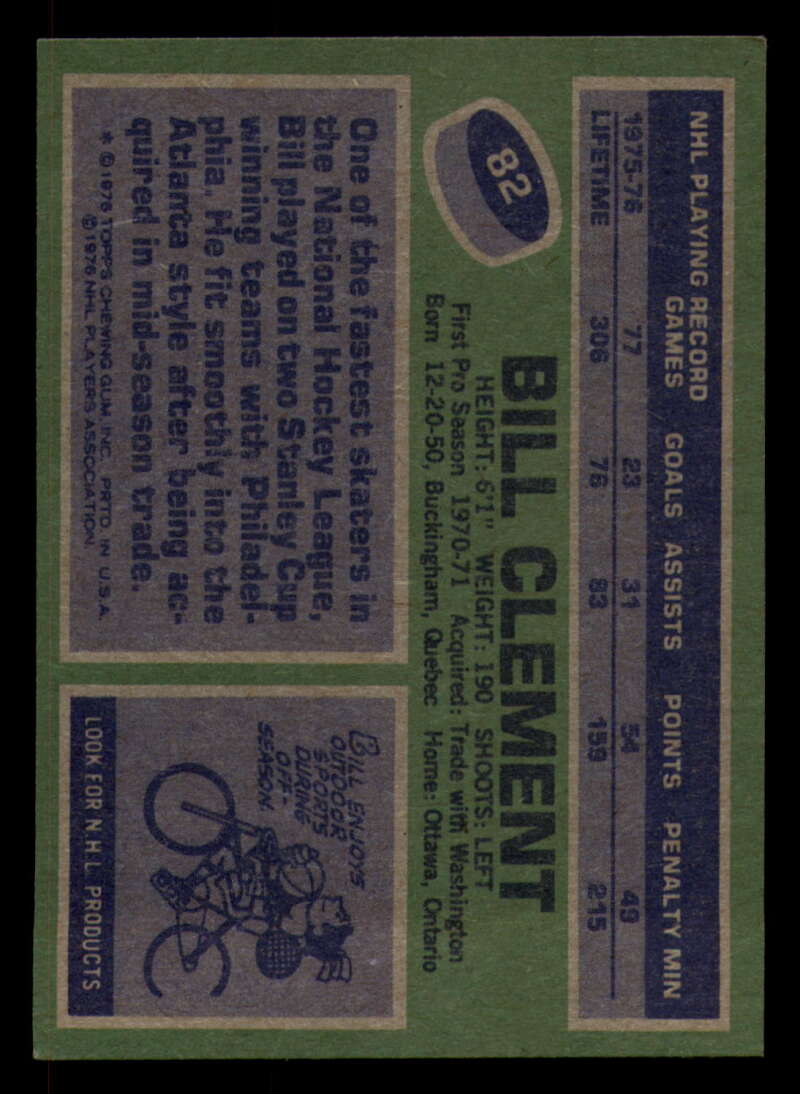 NHL PLAYING RECORD
GAMES GOALS ASSISTS POINTS PENALTY MIN
1975-76 77 23 31 54 49
LIFETIME 306 76 83 159 215
82
BILL CLEMENT
HEIGHT: 6'1" WEIGHT: 190 SHOOTS: LEFT
First Pro Season 1970-71 Acquired: Trade with Washington
Born 12-20-50, Buckingham, Quebec Home: Ottawa, Ontario
One of the fastest skaters in
the National Hockey League,
Bill played on two Stanley Cup
winning teams with Philadel-
phia. He fit smoothly into the
Atlanta style after being ac-
quired in mid-season trade.
* © 1976 TOPPS CHEWING GUM, INC. PRTD. IN U.S.A.
© 1976 NHL PLAYERS ASSOCIATION.
BILL ENJOYS
OUTDOOR
SPORTS
DURING
OFF-
SEASON.
LOOK FOR N.H.L PRODUCTS